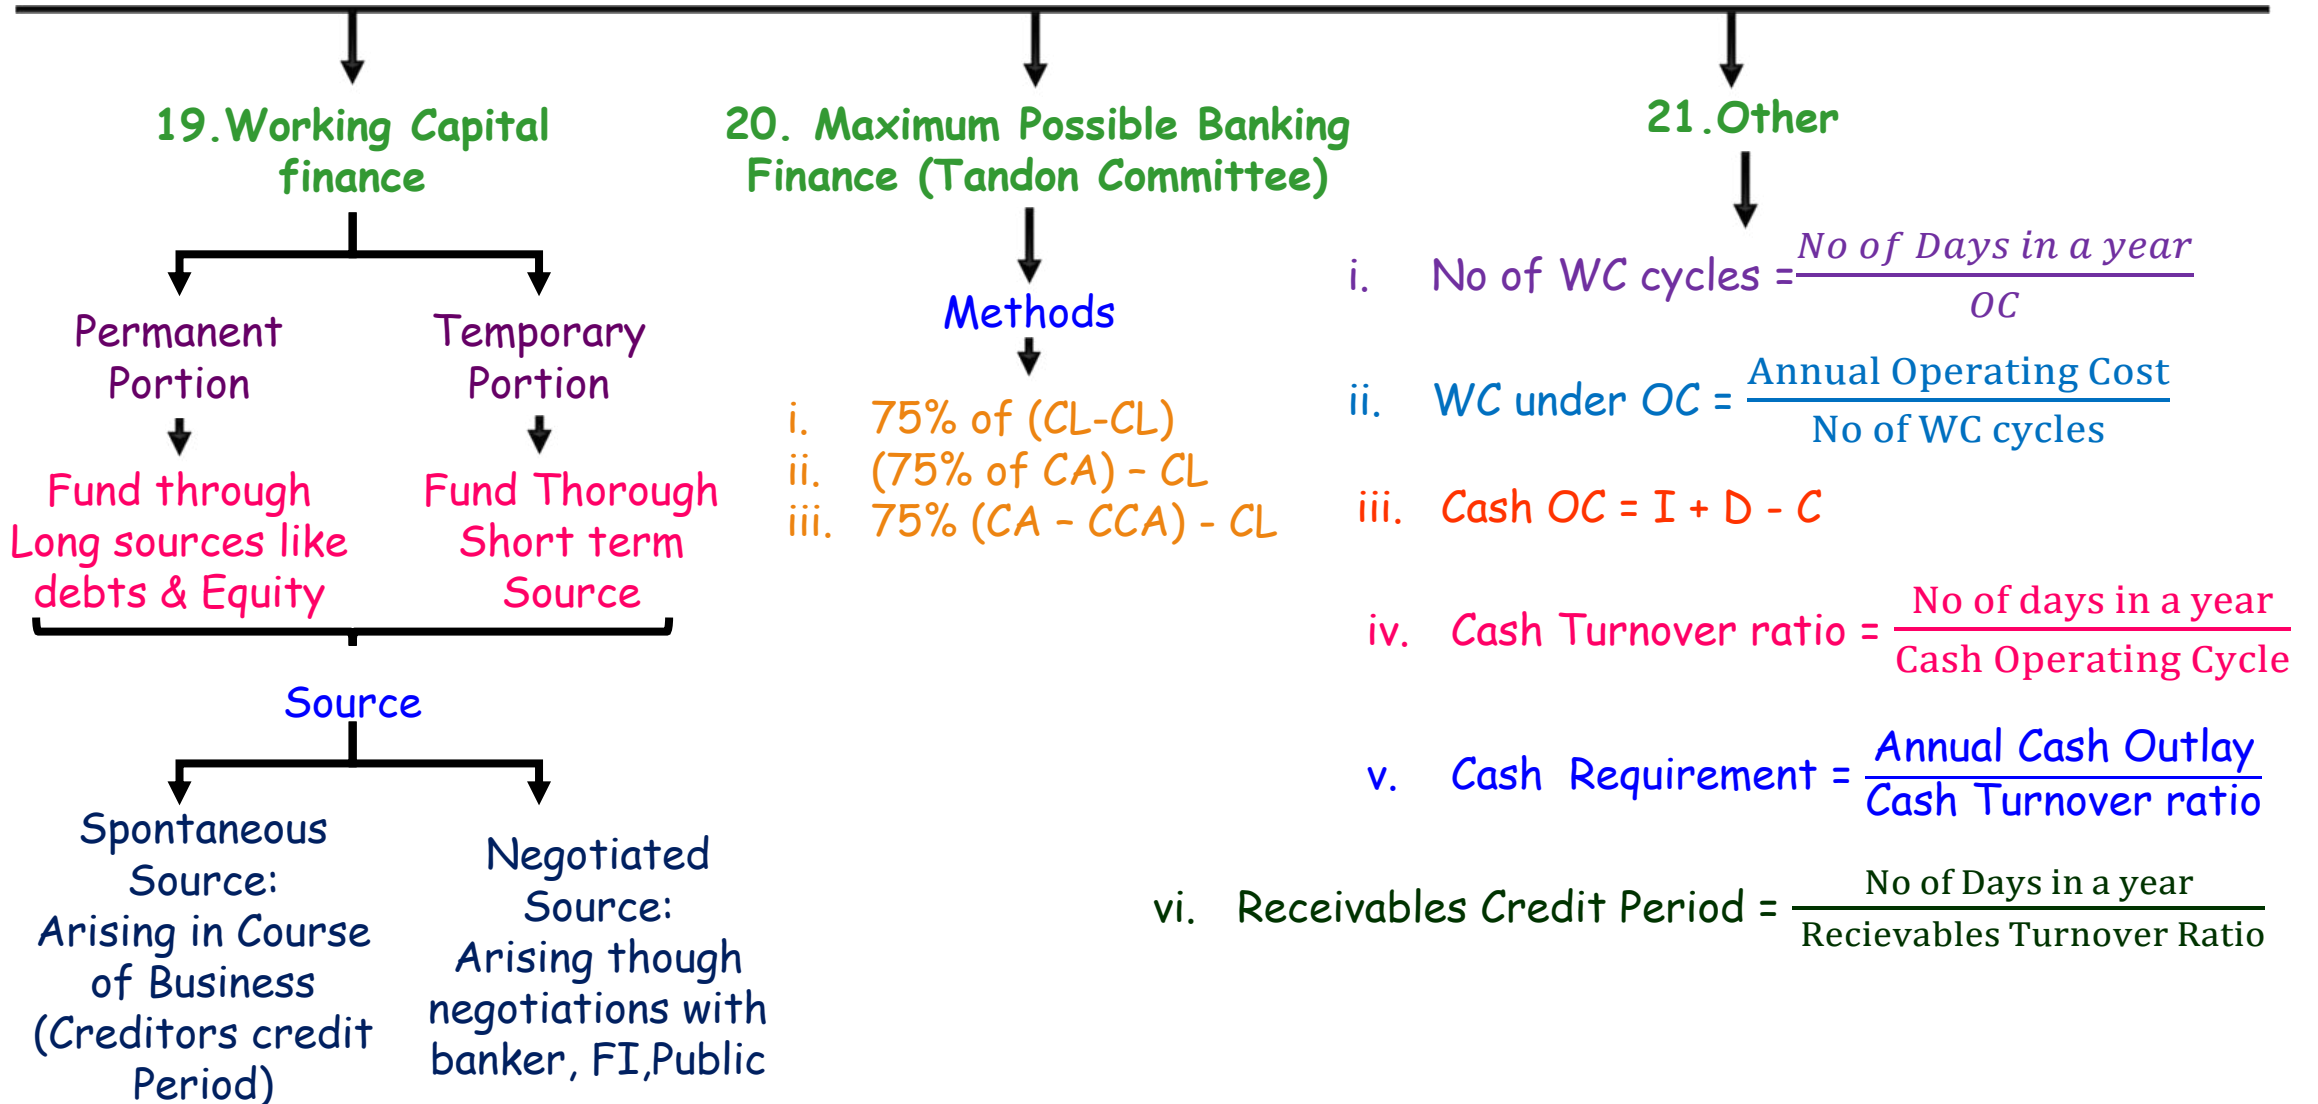 19.Working Capital
finance
Permanent
Portion
Temporary
Portion
Fund through
Long sources like
debts & Equity
Fund Thorough
Short term
Source
Source
Spontaneous
Source:
Arising in Course
of Business
(Creditors credit
Period)
Negotiated
Source:
Arising though
negotiations with
banker, FI,Public
20. Maximum Possible Banking
Finance (Tandon Committee)
Methods
i. 75% of (CL-CL)
ii. (75% of CA) – CL
iii. 75% (CA – CCA) - CL
21.Other
i. No of WC cycles =
No of Days in a year
OC
ii. WC under OC =
Annual Operating Cost
No of WC cycles
iii. Cash OC = I + D - C
iv. Cash Turnover ratio =
No of days in a year
Cash Operating Cycle
v. Cash Requirement =
Annual Cash Outlay
Cash Turnover ratio
vi. Receivables Credit Period =
No of Days in a year
Recievables Turnover Ratio